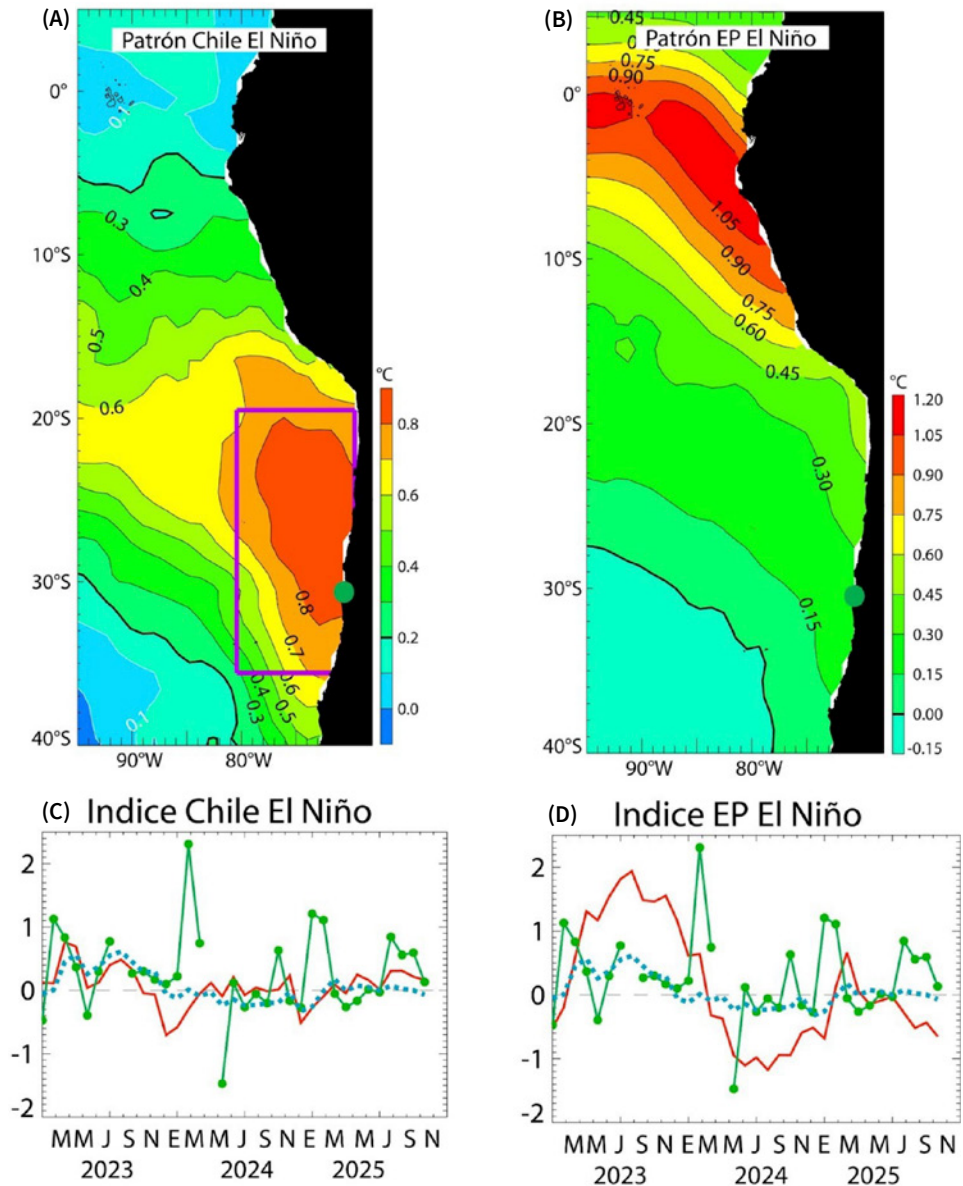 (A)
Patrón Chile El Niño
0°
10°S
20°S
30°S
40°S
90°W
80°W
0.1
0.3
0.4
0.5
0.6
0.8
0.7
0.6
0.5
0.4
0.3
0.1
°C
0.8
0.6
0.4
0.2
0.0
(B)
Patrón EP El Niño
0.45
0.45
0.75
0.90
0°
10°S
20°S
30°S
40°S
90°W
80°W
1.05
0.90
0.75
0.60
0.45
0.30
0.15
°C
1.20
1.05
0.90
0.75
0.60
0.45
0.30
0.15
0.00
-0.15
(C)
Indice Chile El Niño
2
1
0
-1
-2
M M J S N E M M J S N E M M J S N
2023 2024 2025
(D)
Indice EP El Niño
2
1
0
-1
-2
M M J S N E M M J S N E M M J S N
2023 2024 2025